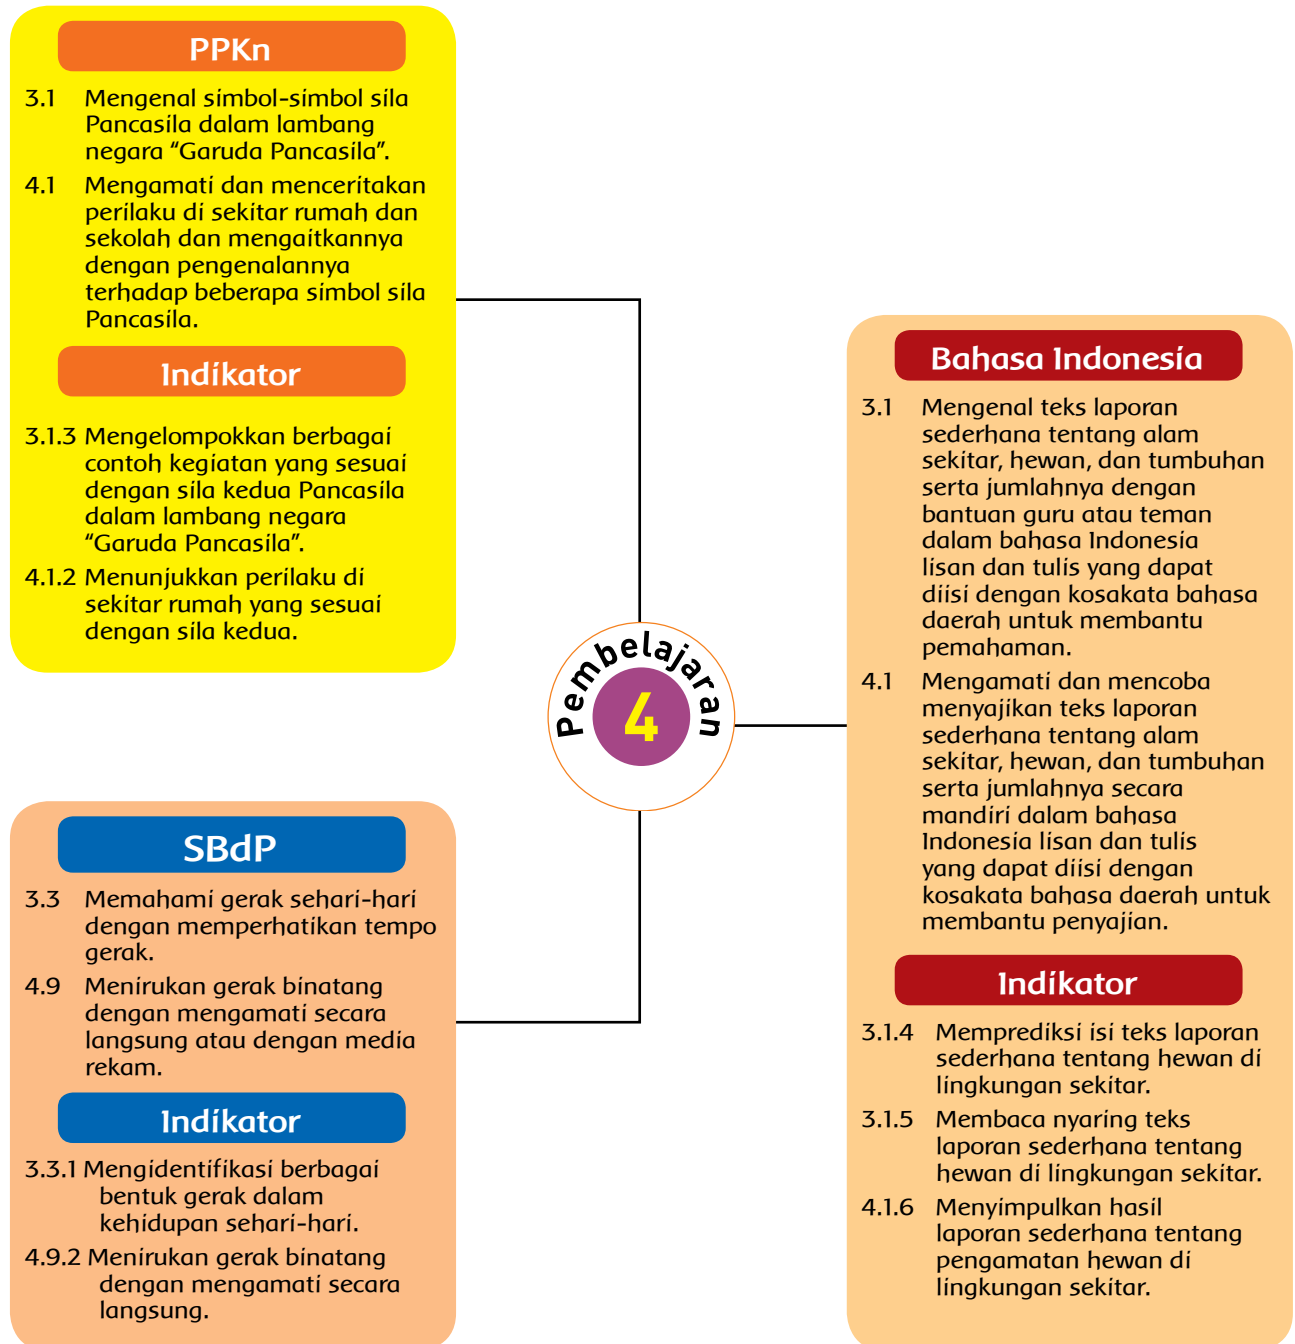 PPKn
3.1 Mengenal simbol-simbol sila
Pancasila dalam lambang
negara “Garuda Pancasila”.
4.1 Mengamati dan menceritakan
perilaku di sekitar rumah dan
sekolah dan mengaitkannya
dengan pengenalannya
terhadap beberapa simbol sila
Pancasila.
Indikator
3.1.3 Mengelompokkan berbagai
contoh kegiatan yang sesuai
dengan sila kedua Pancasila
dalam lambang negara
“Garuda Pancasila”.
4.1.2 Menunjukkan perilaku di
sekitar rumah yang sesuai
dengan sila kedua.
Pembelajaran
4
SBdP
3.3 Memahami gerak sehari-hari
dengan memperhatikan tempo
gerak.
4.9 Menirukan gerak binatang
dengan mengamati secara
langsung atau dengan media
rekam.
Indikator
3.3.1 Mengidentifikasi berbagai
bentuk gerak dalam
kehidupan sehari-hari.
4.9.2 Menirukan gerak binatang
dengan mengamati secara
langsung.
Bahasa Indonesia
3.1 Mengenal teks laporan
sederhana tentang alam
sekitar, hewan, dan tumbuhan
serta jumlahnya dengan
bantuan guru atau teman
dalam bahasa Indonesia
lisan dan tulis yang dapat
diisi dengan kosakata bahasa
daerah untuk membantu
pemahaman.
4.1 Mengamati dan mencoba
menyajikan teks laporan
sederhana tentang alam
sekitar, hewan, dan tumbuhan
serta jumlahnya secara
mandiri dalam bahasa
Indonesia lisan dan tulis
yang dapat diisi dengan
kosakata bahasa daerah untuk
membantu penyajian.
Indikator
3.1.4 Memprediksi isi teks laporan
sederhana tentang hewan di
lingkungan sekitar.
3.1.5 Membaca nyaring teks
laporan sederhana tentang
hewan di lingkungan sekitar.
4.1.6 Menyimpulkan hasil
laporan sederhana tentang
pengamatan hewan di
lingkungan sekitar.